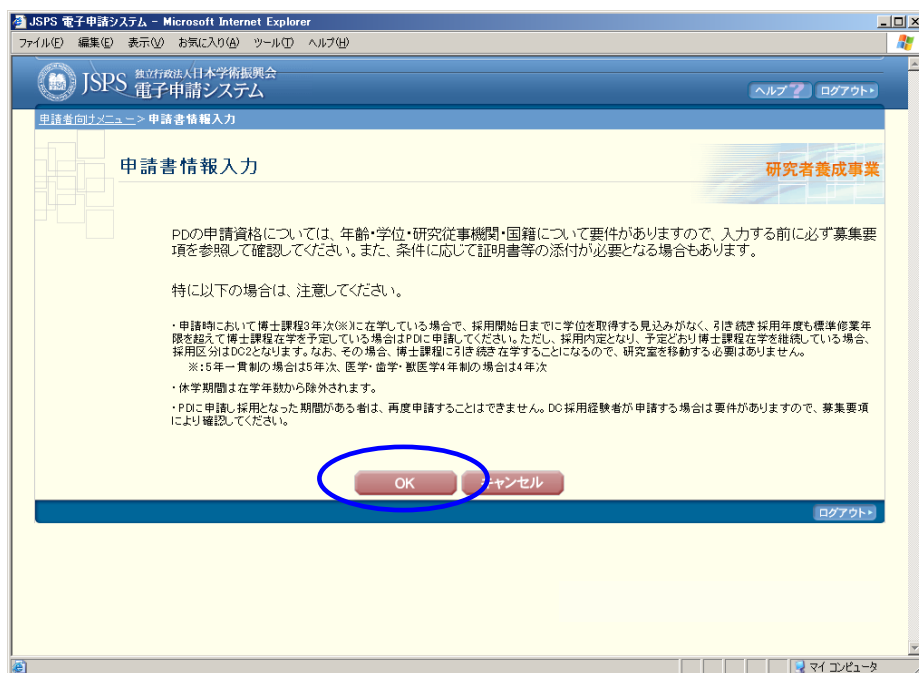 JSPS 電子申請システム - Microsoft Internet Explorer
ファイル(F) 編集(E) 表示(V) お気に入り(A) ツール(T) ヘルプ(H)
JSPS 独立行政法人日本学術振興会
電子申請システム
ヘルプ ? ログアウト
申請者向けメニュー> 申請書情報入力
申請書情報入力
研究者養成事業
PDの申請資格については、年齢・学位・研究従事機関・国籍について要件がありますので、入力する前に必ず募集要
項を参照して確認してください。また、条件に応じて証明書等の添付が必要となる場合もあります。
特に以下の場合は、注意してください。
・申請時において博士課程3年次(※)に在学している場合で、採用開始日までに学位を取得する見込みがなく、引き続き採用年度も標準修業年
限を超えて博士課程在学を予定している場合はPDに申請してください。ただし、採用内定となり、予定どおり博士課程在学を継続している場合、
採用区分はDC2となります。なお、その場合、博士課程に引き続き在学することになるので、研究室を移動する必要はありません。
※:5年一貫制の場合は5年次、医学・歯学・獣医学4年制の場合は4年次
・休学期間は在学年数から除外されます。
・PDに申請し採用となった期間がある者は、再度申請することはできません。DC採用経験者が申請する場合は要件がありますので、募集要項
により確認してください。
OK キャンセル
ログアウト
マイ コンピュータ